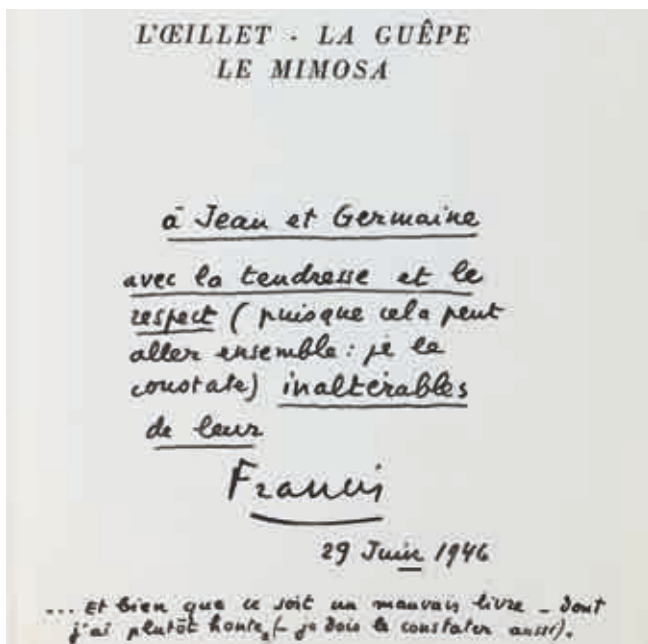 L'ŒILLET - LA GUÊPE
LE MIMOSA
à Jean et Germaine
avec la tendresse et le
respect (puisque cela peut
aller ensemble : je le
constate) inaltérables
de leur
Francis
29 Juin 1946
... Et bien que ce soit un mauvais livre - dont
j'ai plutôt honte, (- je dois le constater aussi).